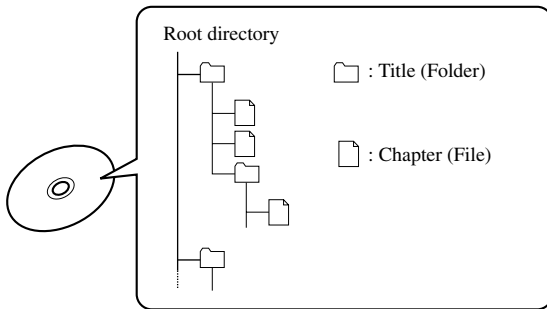 Root directory
: Title (Folder)
: Chapter (File)